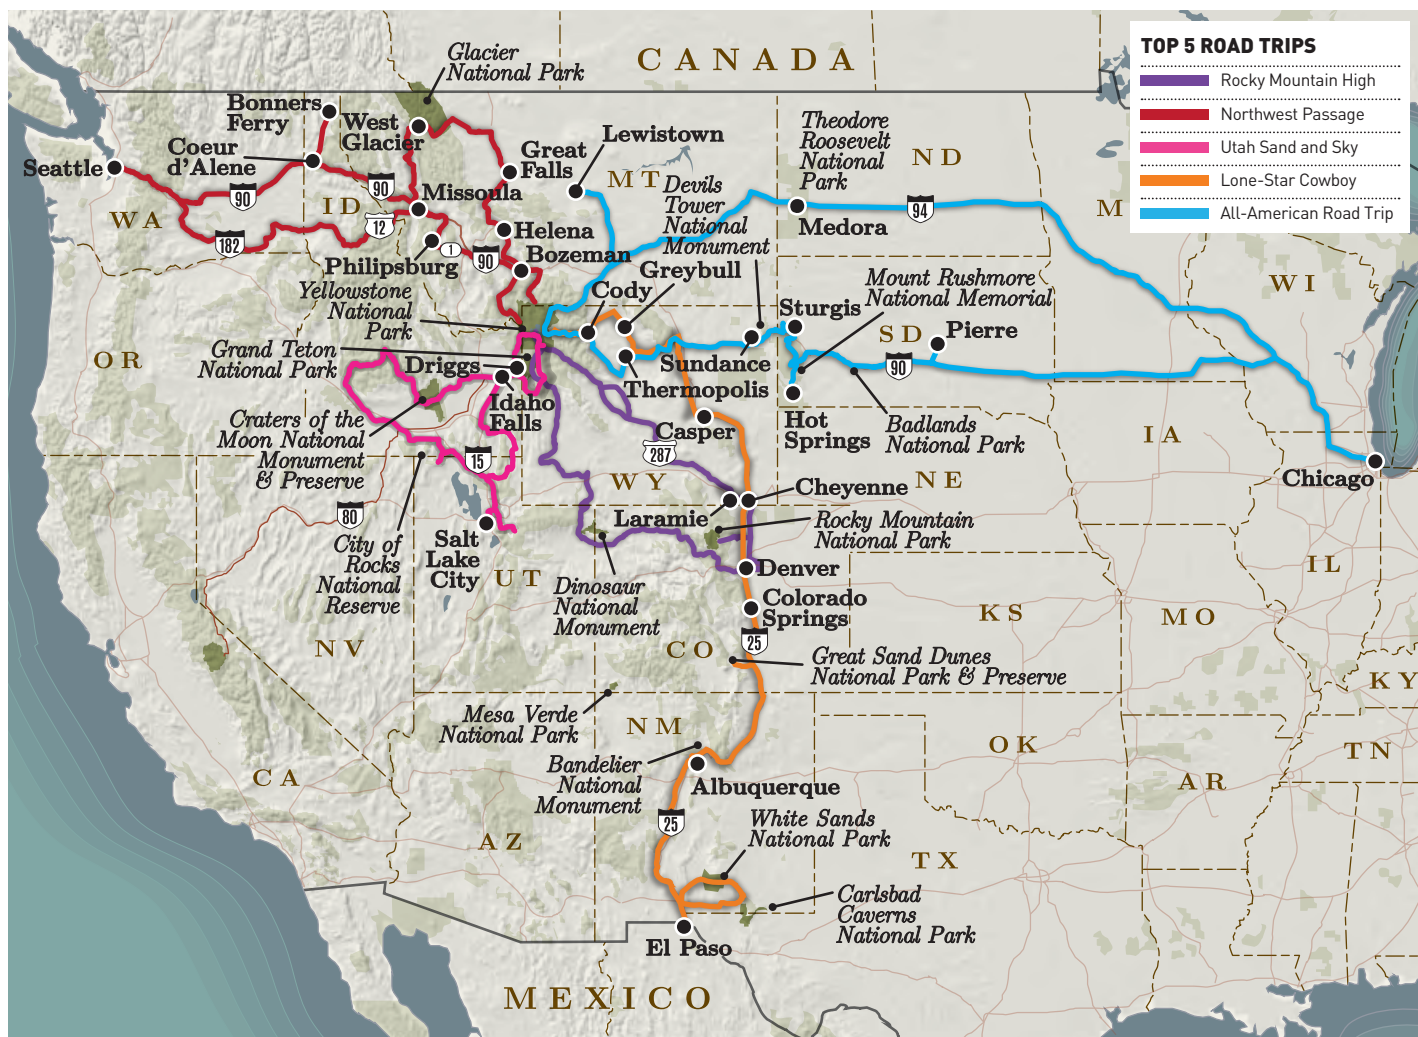 CANADA
TOP 5 ROAD TRIPS
Rocky Mountain High
Northwest Passage
Utah Sand and Sky
Lone-Star Cowboy
All-American Road Trip
Glacier
National Park
Bonners
Ferry
West
Glacier
Coeur
d'Alene
Seattle
Great
Falls
Lewistown
MT
Theodore
Roosevelt
National
Park
ND
M
Devils
Tower
National
Monument
90
90
Missoula
WA
ID
12
182
94
Medora
Helena
1
90
Bozeman
Philipsburg
Yellowstone
National
Park
Greybull
Cody
Mount Rushmore
National Memorial
WI
Sturgis
SD
Pierre
OR
Grand Teton
National Park
Driggs
Sundance
90
Thermopolis
Idaho
Falls
Craters of the
Moon National
Monument
& Preserve
Casper
Hot
Springs
Badlands
National Park
IA
15
287
WY
NE
Chicago
Cheyenne
80
Laramie
Rocky Mountain
National Park
City of
Rocks
National
Reserve
Salt
Lake
City
UT
Dinosaur
National
Monument
Denver
IL
Colorado
Springs
KS
MO
NV
CO
25
Great Sand Dunes
National Park & Preserve
KY
Mesa Verde
National Park
NM
OK
TN
CA
Bandelier
National
Monument
Albuquerque
AR
25
White Sands
National Park
AZ
TX
Carlsbad
Caverns
National Park
El Paso
MEXICO